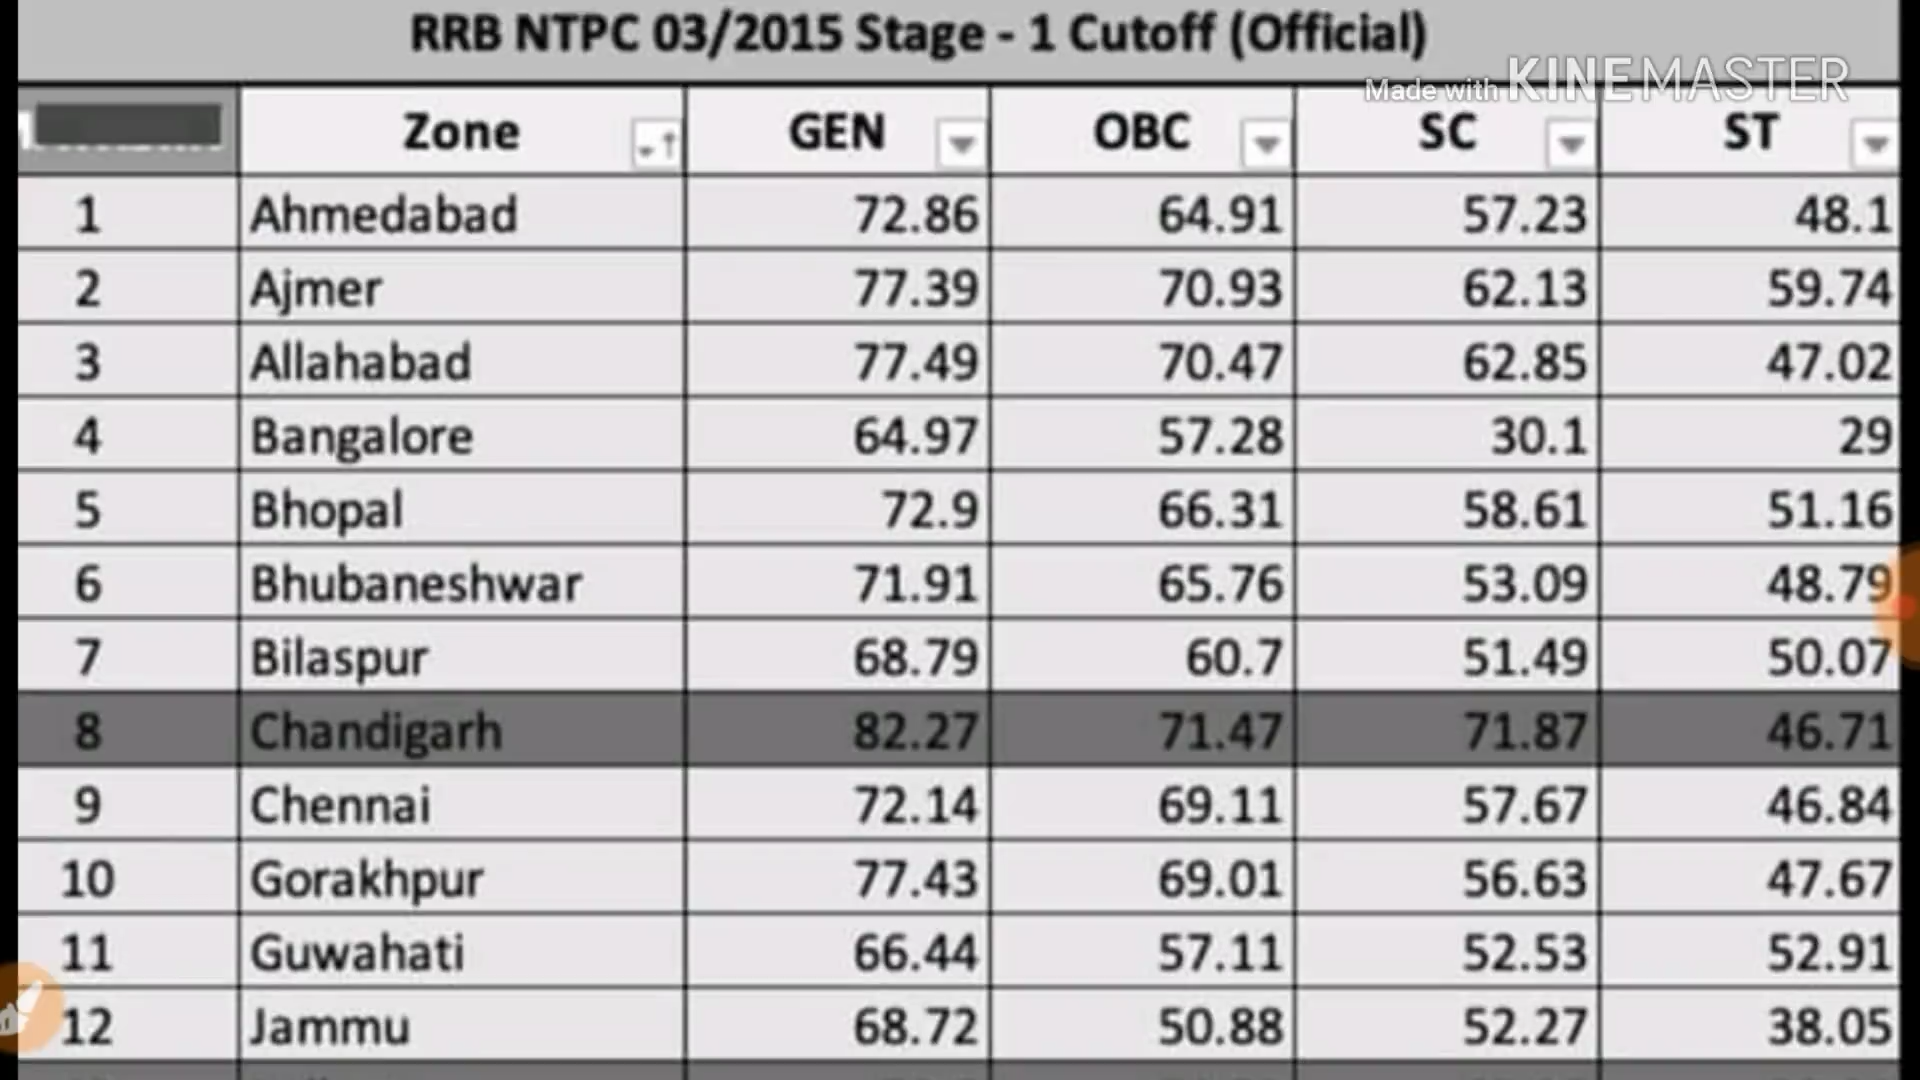 RRB NTPC 03/2015 Stage - 1 Cutoff (Official)
Made with KINEMASTER
Zone GEN OBC SC ST
1 Ahmedabad 72.86 64.91 57.23 48.1
2 Ajmer 77.39 70.93 62.13 59.74
3 Allahabad 77.49 70.47 62.85 47.02
4 Bangalore 64.97 57.28 30.1 29
5 Bhopal 72.9 66.31 58.61 51.16
6 Bhubaneshwar 71.91 65.76 53.09 48.79
7 Bilaspur 68.79 60.7 51.49 50.07
8 Chandigarh 82.27 71.47 71.87 46.71
9 Chennai 72.14 69.11 57.67 46.84
10 Gorakhpur 77.43 69.01 56.63 47.67
11 Guwahati 66.44 57.11 52.53 52.91
12 Jammu 68.72 50.88 52.27 38.05